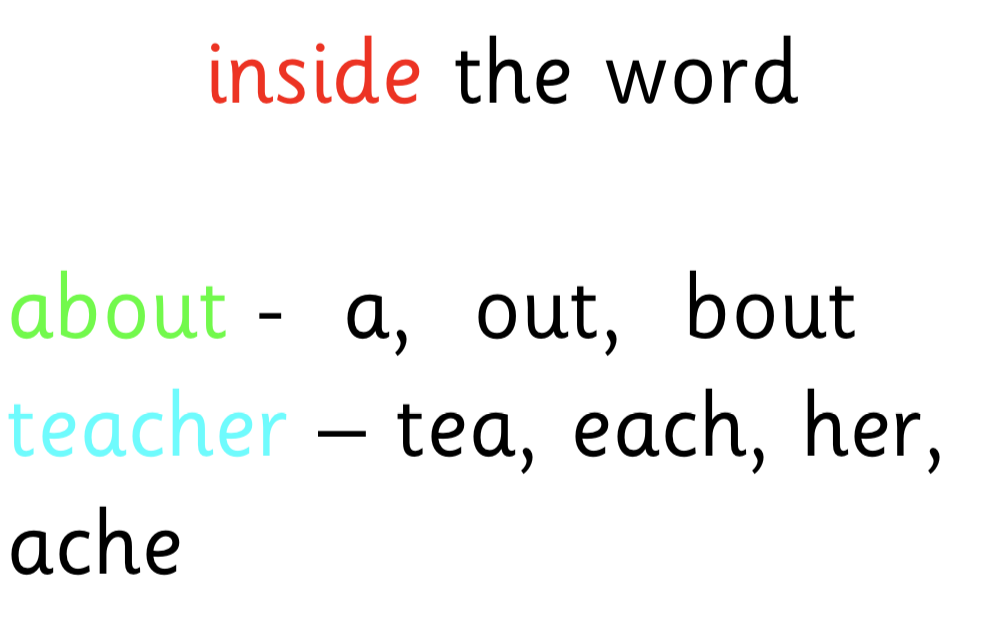 inside the word
about - a, out, bout
teacher – tea, each, her,
ache